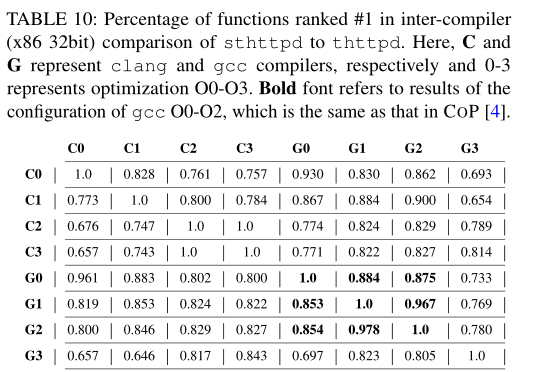 TABLE 10: Percentage of functions ranked #1 in inter-compiler
(x86 32bit) comparison of sthttpd to thttpd. Here, C and
G represent clang and gcc compilers, respectively and 0-3
represents optimization O0-O3. Bold font refers to results of the
configuration of gcc O0-O2, which is the same as that in COP [4].
C0 C1 C2 C3 G0 G1 G2 G3
C0 | 1.0 | 0.828 | 0.761 | 0.757 | 0.930 | 0.830 | 0.862 | 0.693 |
C1 | 0.773 | 1.0 | 0.800 | 0.784 | 0.867 | 0.884 | 0.900 | 0.654 |
C2 | 0.676 | 0.747 | 1.0 | 1.0 | 0.774 | 0.824 | 0.829 | 0.789 |
C3 | 0.657 | 0.743 | 1.0 | 1.0 | 0.771 | 0.822 | 0.827 | 0.814 |
G0 | 0.961 | 0.883 | 0.802 | 0.800 | 1.0 | 0.884 | 0.875 | 0.733 |
G1 | 0.819 | 0.853 | 0.824 | 0.822 | 0.853 | 1.0 | 0.967 | 0.769 |
G2 | 0.800 | 0.846 | 0.829 | 0.827 | 0.854 | 0.978 | 1.0 | 0.780 |
G3 | 0.657 | 0.646 | 0.817 | 0.843 | 0.697 | 0.823 | 0.805 | 1.0 |